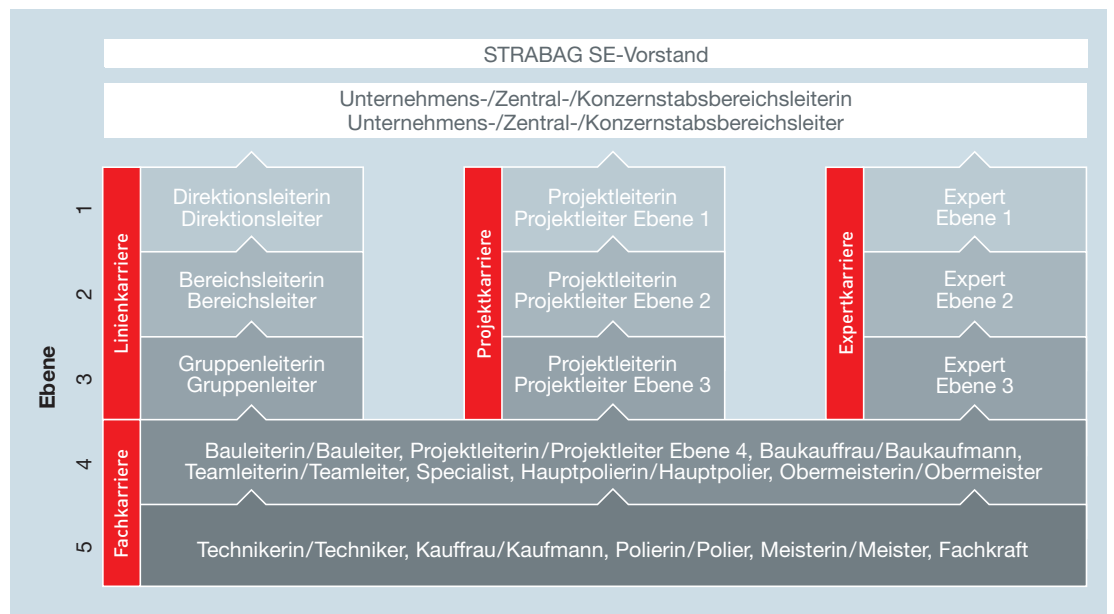 STRABAG SE-Vorstand
Unternehmens-/Zentral-/Konzernstabsbereichsleiterin
Unternehmens-/Zentral-/Konzernstabsbereichsleiter
Ebene
1
2
3
4
5
Linienkarriere
Direktionsleiterin
Direktionsleiter
Bereichsleiterin
Bereichsleiter
Gruppenleiterin
Gruppenleiter
Projektkarriere
Projektleiterin
Projektleiter Ebene 1
Projektleiterin
Projektleiter Ebene 2
Projektleiterin
Projektleiter Ebene 3
Expertkarriere
Expert
Ebene 1
Expert
Ebene 2
Expert
Ebene 3
Fachkarriere
Bauleiterin/Bauleiter, Projektleiterin/Projektleiter Ebene 4, Baukauffrau/Baukaufmann,
Teamleiterin/Teamleiter, Specialist, Hauptpolierin/Hauptpolier, Obermeisterin/Obermeister
Technikerin/Techniker, Kauffrau/Kaufmann, Polierin/Polier, Meisterin/Meister, Fachkraft